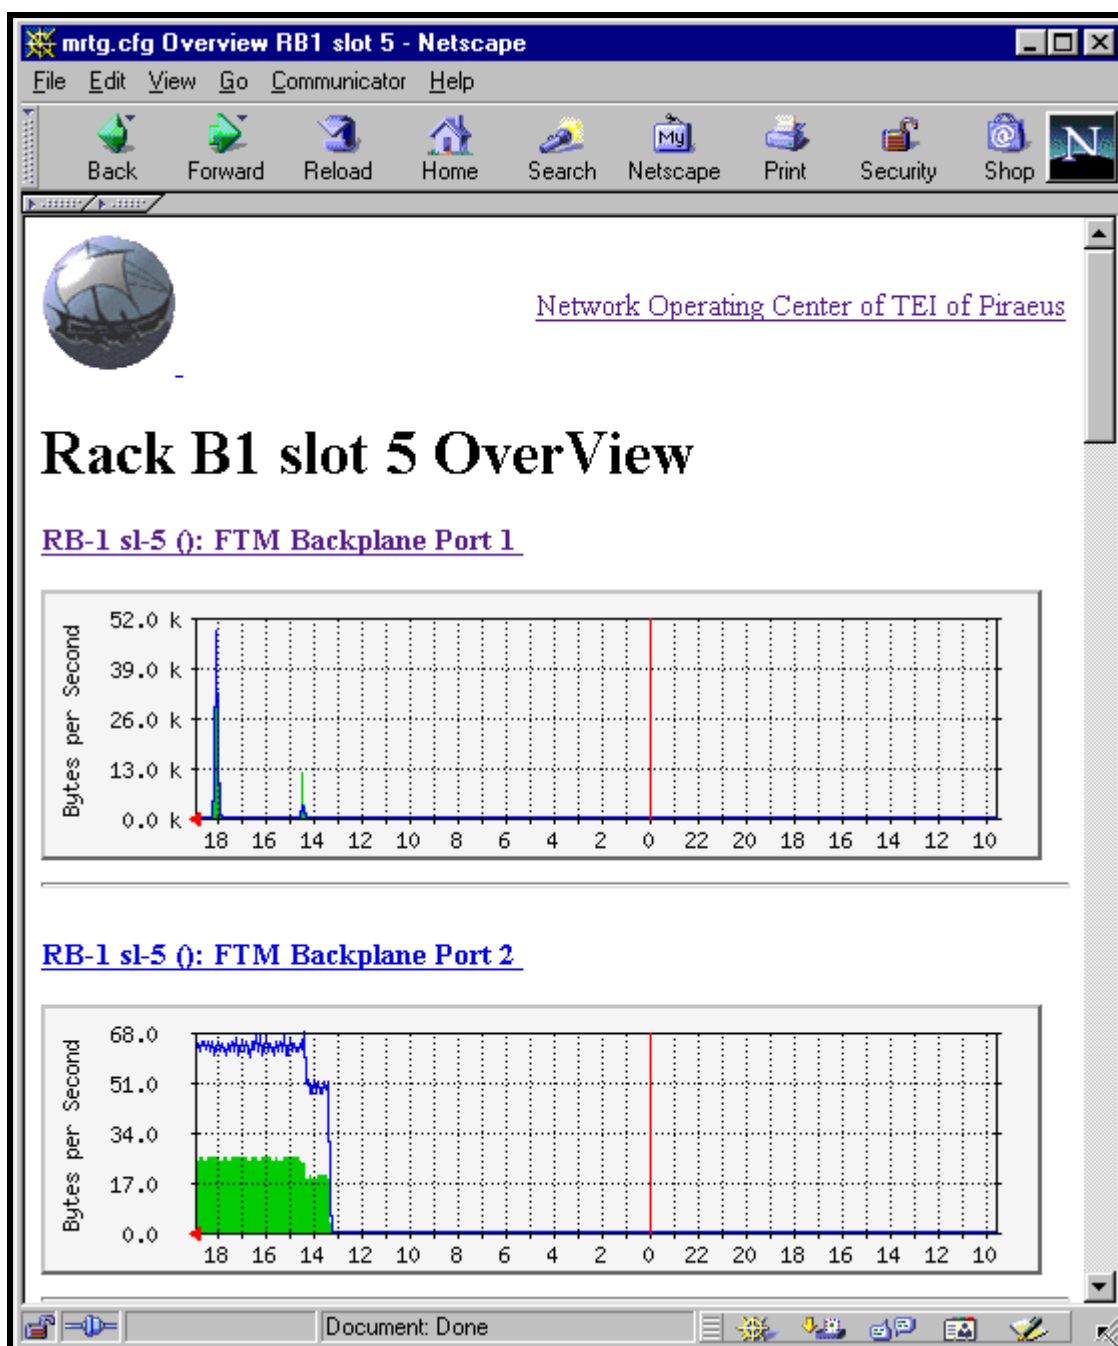 mrtg.cfg Overview RB1 slot 5 - Netscape
File Edit View Go Communicator Help
My
N
Back Forward Reload Home Search Netscape Print Security Shop
Network Operating Center of TEI of Piraeus
Rack B1 slot 5 OverView
RB-1 sl-5 (): FTM Backplane Port 1
Bytes per Second
52.0 k
39.0 k
26.0 k
13.0 k
0.0 k
18 16 14 12 10 8 6 4 2 0 22 20 18 16 14 12 10
RB-1 sl-5 (): FTM Backplane Port 2
Bytes per Second
68.0
51.0
34.0
17.0
0.0
18 16 14 12 10 8 6 4 2 0 22 20 18 16 14 12 10
Document: Done